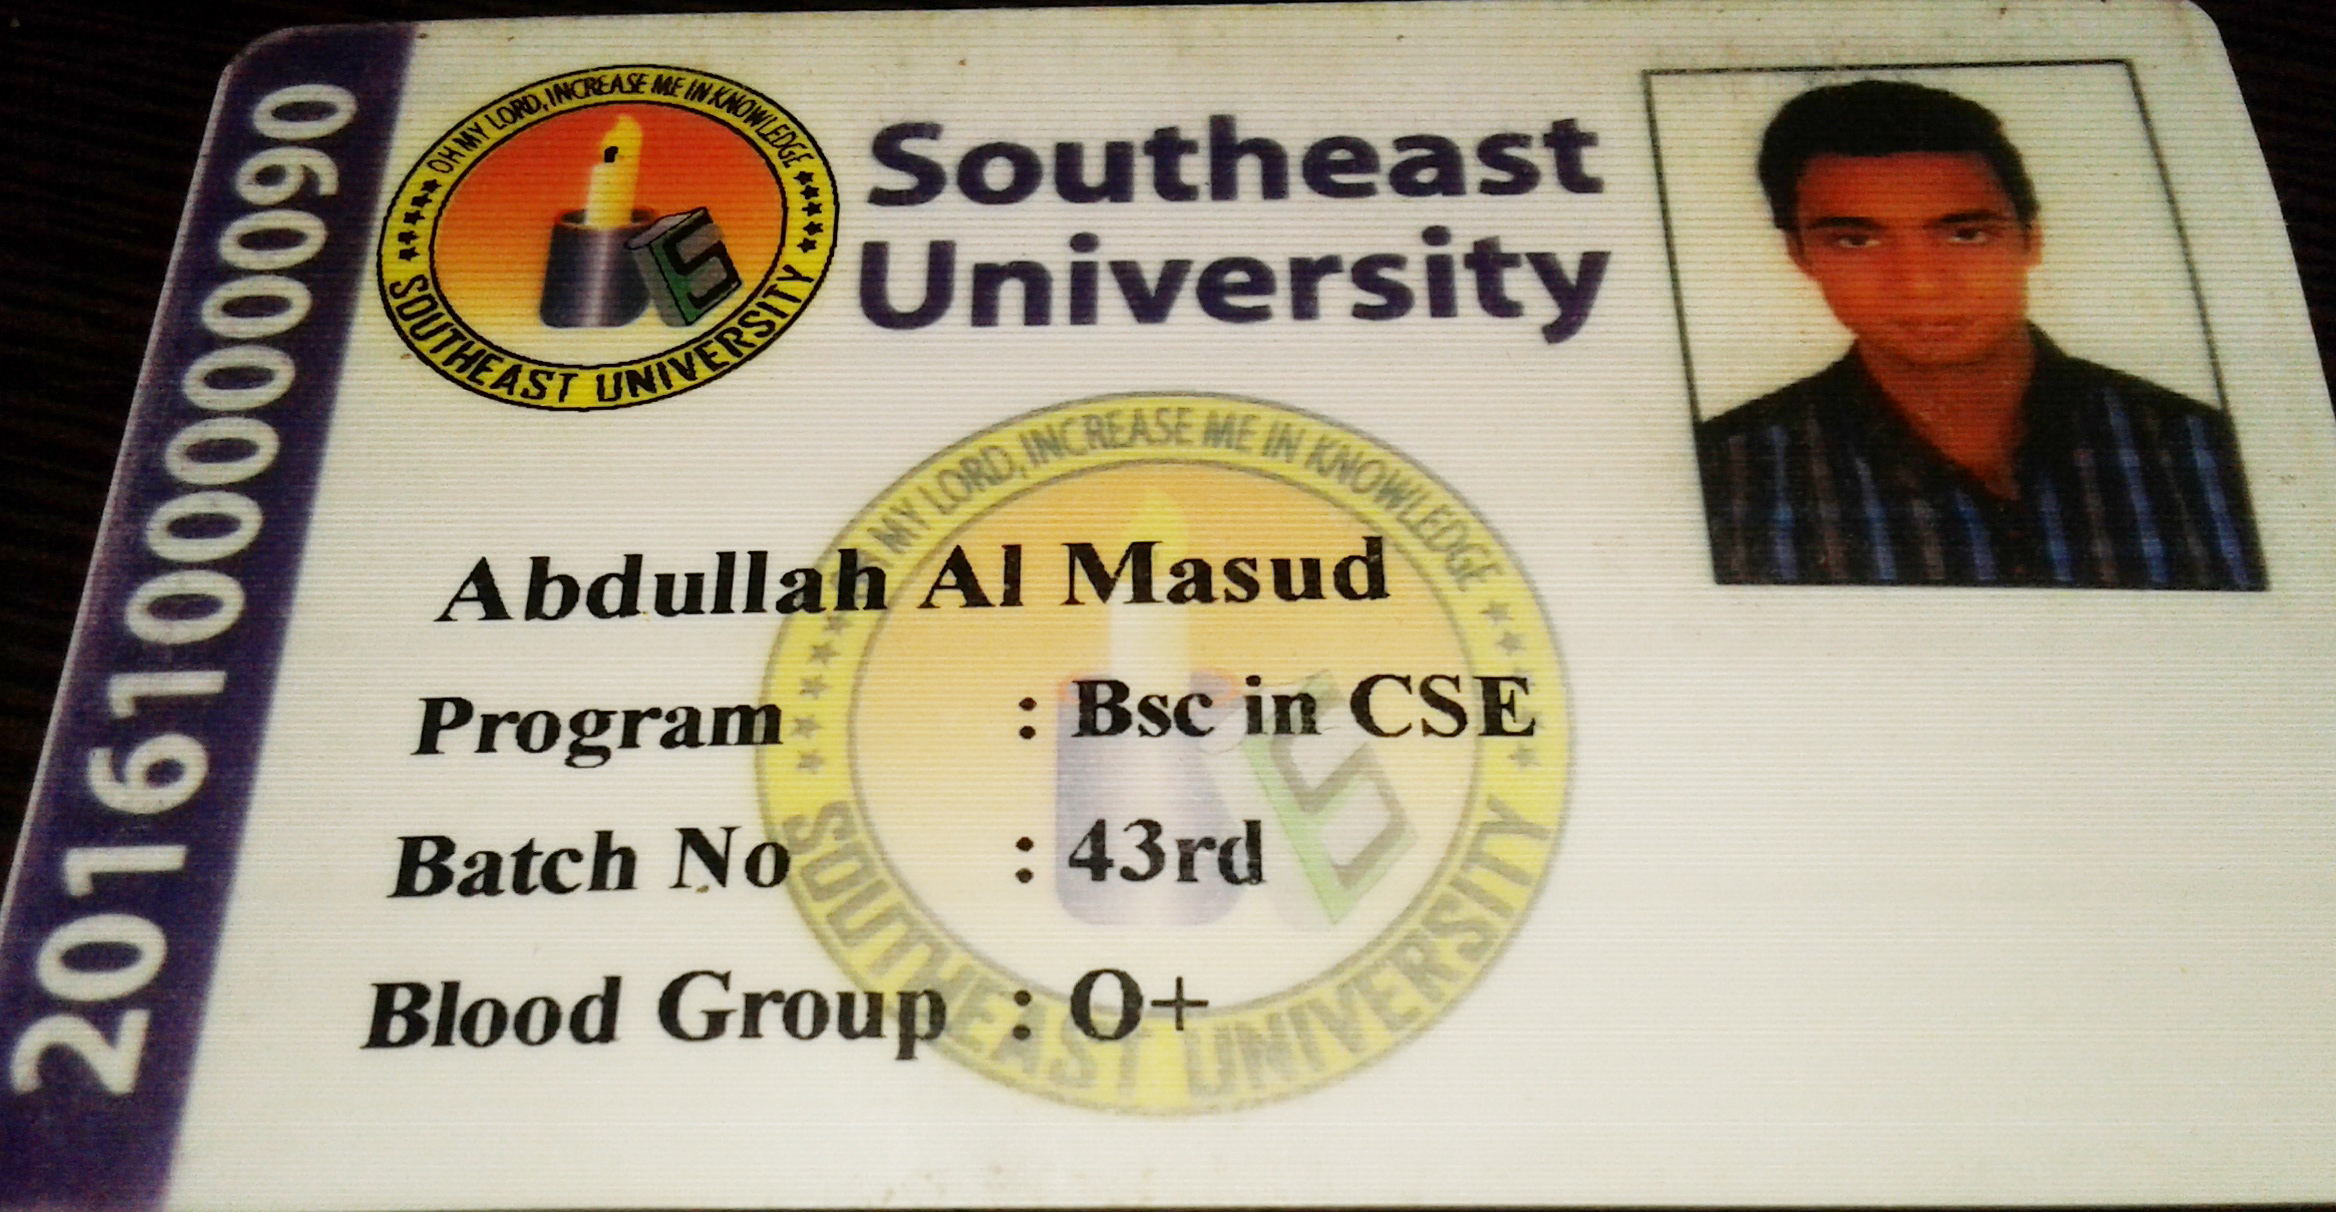 2016100000090
OH MY LORD, INCREASE ME IN KNOWLEDGE
SOUTHEAST UNIVERSITY
Southeast
University
OH MY LORD, INCREASE ME IN KNOWLEDGE
Abdullah Al Masud
Program : Bsc in CSE
Batch No : 43rd
Blood Group : O+
SOUTHEAST UNIVERSITY